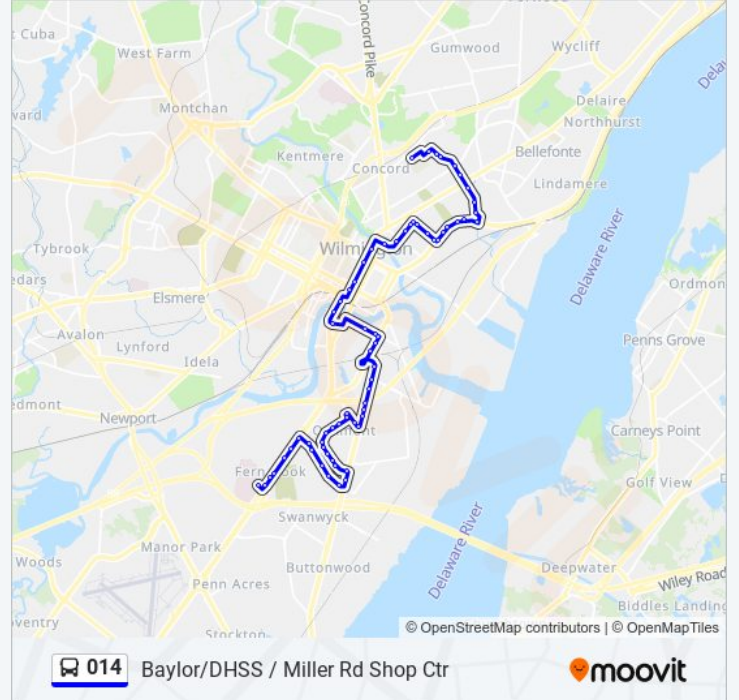 t Cuba
West Farm
Concord Pike
Gumwood
Wycliff
Montchan
Delaire
Northhurst
Kentmere
Concord
Bellefonte
Lindamere
Wilmington
Tybrook
Delaware River
Ordmon
Elsmere
Avalon
Lynford
Idela
Penns Grove
edmont
Newport
Carneys Point
Golf View
Swanwyck
Delaware River
Woods
Manor Park
Buttonwood
Deepwater
Penn Acres
Wiley Road
Biddles Landing
Stockton
© OpenStreetMap contributors | © OpenMapTiles
014 Baylor/DHSS / Miller Rd Shop Ctr
moovit